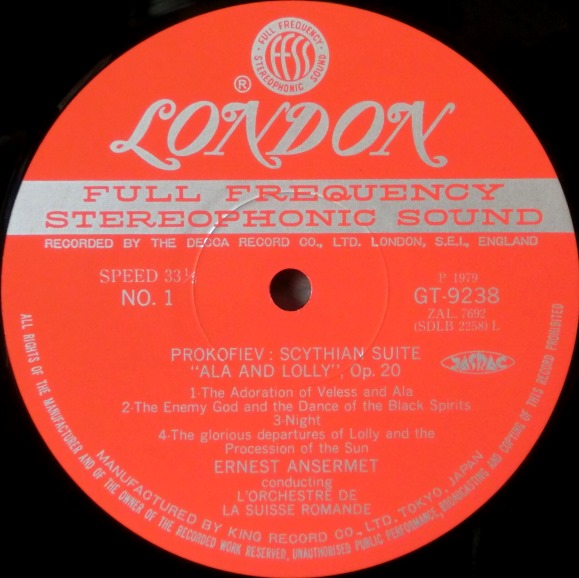 FULL FREQUENCY
FFSS
STEREOPHONIC SOUND
®
LONDON
FULL FREQUENCY
STEREOPHONIC SOUND
RECORDED BY THE DECCA RECORD CO., LTD. LONDON, S.E.I., ENGLAND
SPEED 33⅓
NO. 1
P 1979
GT-9238
ZAL. 7692
(SDLB 2258) L
JASRAC
PROKOFIEV : SCYTHIAN SUITE
"ALA AND LOLLY", Op. 20
1-The Adoration of Veless and Ala
2-The Enemy God and the Dance of the Black Spirits
3-Night
4-The glorious departures of Lolly and the
Procession of the Sun
ERNEST ANSERMET
conducting
L'ORCHESTRE DE
LA SUISSE ROMANDE
MANUFACTURED BY KING RECORD CO., LTD. TOKYO, JAPAN
ALL RIGHTS OF THE MANUFACTURER AND OF THE OWNER OF THE RECORDED WORK RESERVED, UNAUTHORISED PUBLIC PERFORMANCE, BROADCASTING AND COPYING OF THIS RECORD PROHIBITED